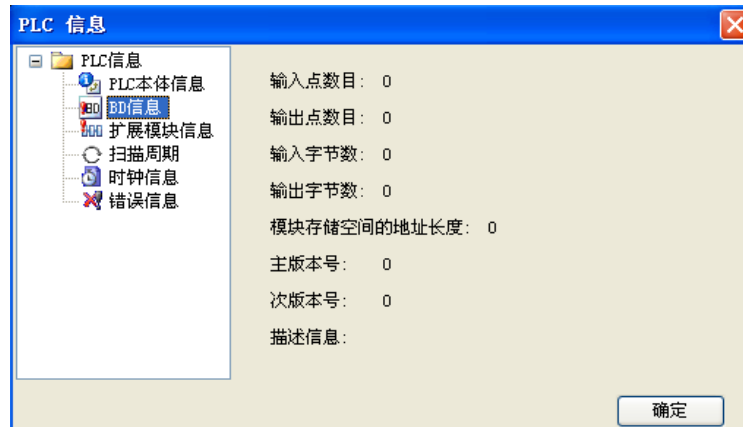 PLC 信息
PLC信息
PLC本体信息
BD信息
扩展模块信息
扫描周期
时钟信息
错误信息
输入点数目: 0
输出点数目: 0
输入字节数: 0
输出字节数: 0
模块存储空间的地址长度: 0
主版本号: 0
次版本号: 0
描述信息:
确定